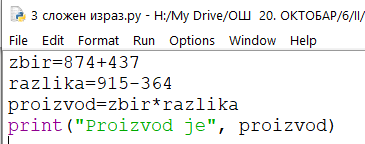 3 сложен израз.py - H:/My Drive/ОШ  20. ОКТОБАР/6/II/
File Edit Format Run Options Window Help
zbir=874+437
razlika=915-364
proizvod=zbir*razlika
print("Proizvod je", proizvod)